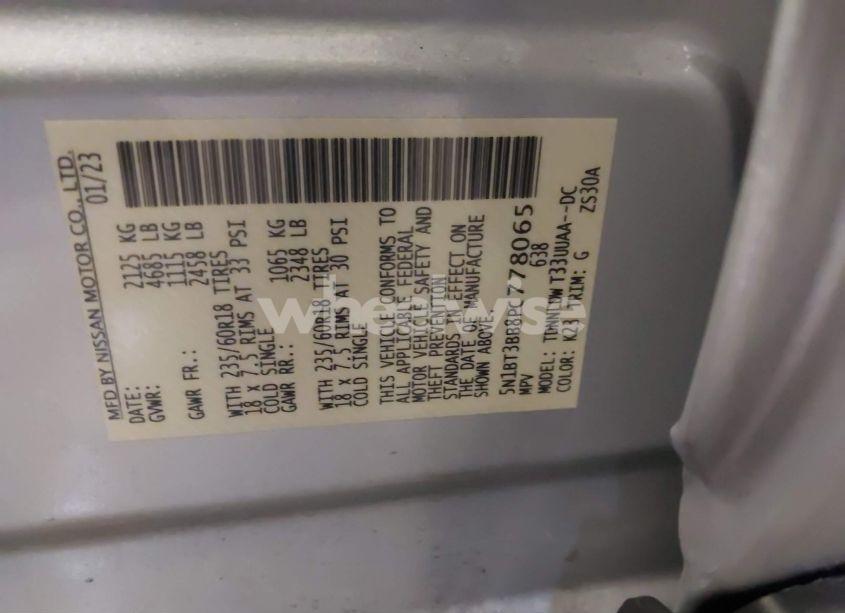 MFD BY NISSAN MOTOR CO., LTD.
DATE: 01/23
GVWR: 2125 KG
4685 LB
GAWR FR.: 1115 KG
2458 LB
WITH 235/60R18 TIRES
18 x 7.5 RIMS AT 33 PSI
COLD SINGLE
GAWR RR.: 1065 KG
2348 LB
WITH 235/60R18 TIRES
18 x 7.5 RIMS AT 30 PSI
COLD SINGLE
THIS VEHICLE CONFORMS TO
ALL APPLICABLE FEDERAL
MOTOR VEHICLE SAFETY AND
THEFT PREVENTION
STANDARDS IN EFFECT ON
THE DATE OF MANUFACTURE
SHOWN ABOVE.
778065
MPV 638
MODEL: T33UUAA--DC
COLOR: K23 TRIM: G ZS30A
wheelwise